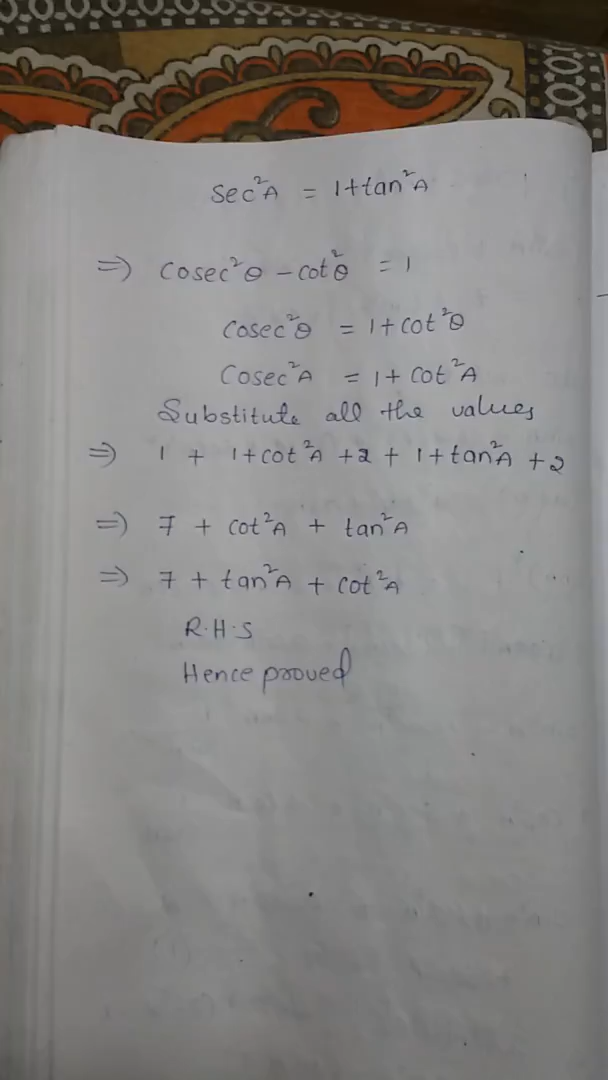 sec²A = 1+tan²A
⇒ cosec²θ - cot²θ = 1
cosec²θ = 1+cot²θ
cosec²A = 1+ cot²A
Substitute all the values
⇒ 1 + 1+cot²A +2 + 1+tan²A +2
⇒ 7 + cot²A + tan²A
⇒ 7 + tan²A + cot²A
R.H.S
Hence proved